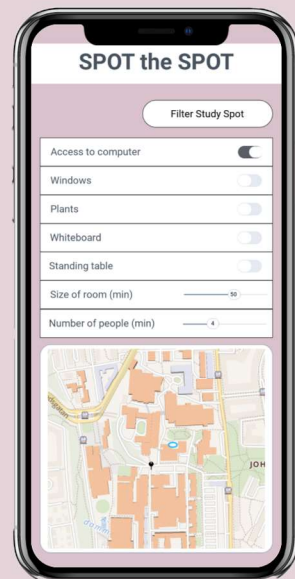 SPOT the SPOT
Filter Study Spot
Access to computer
Windows
Plants
Whiteboard
Standing table
Size of room (min)
50
Number of people (min)
4
JOH